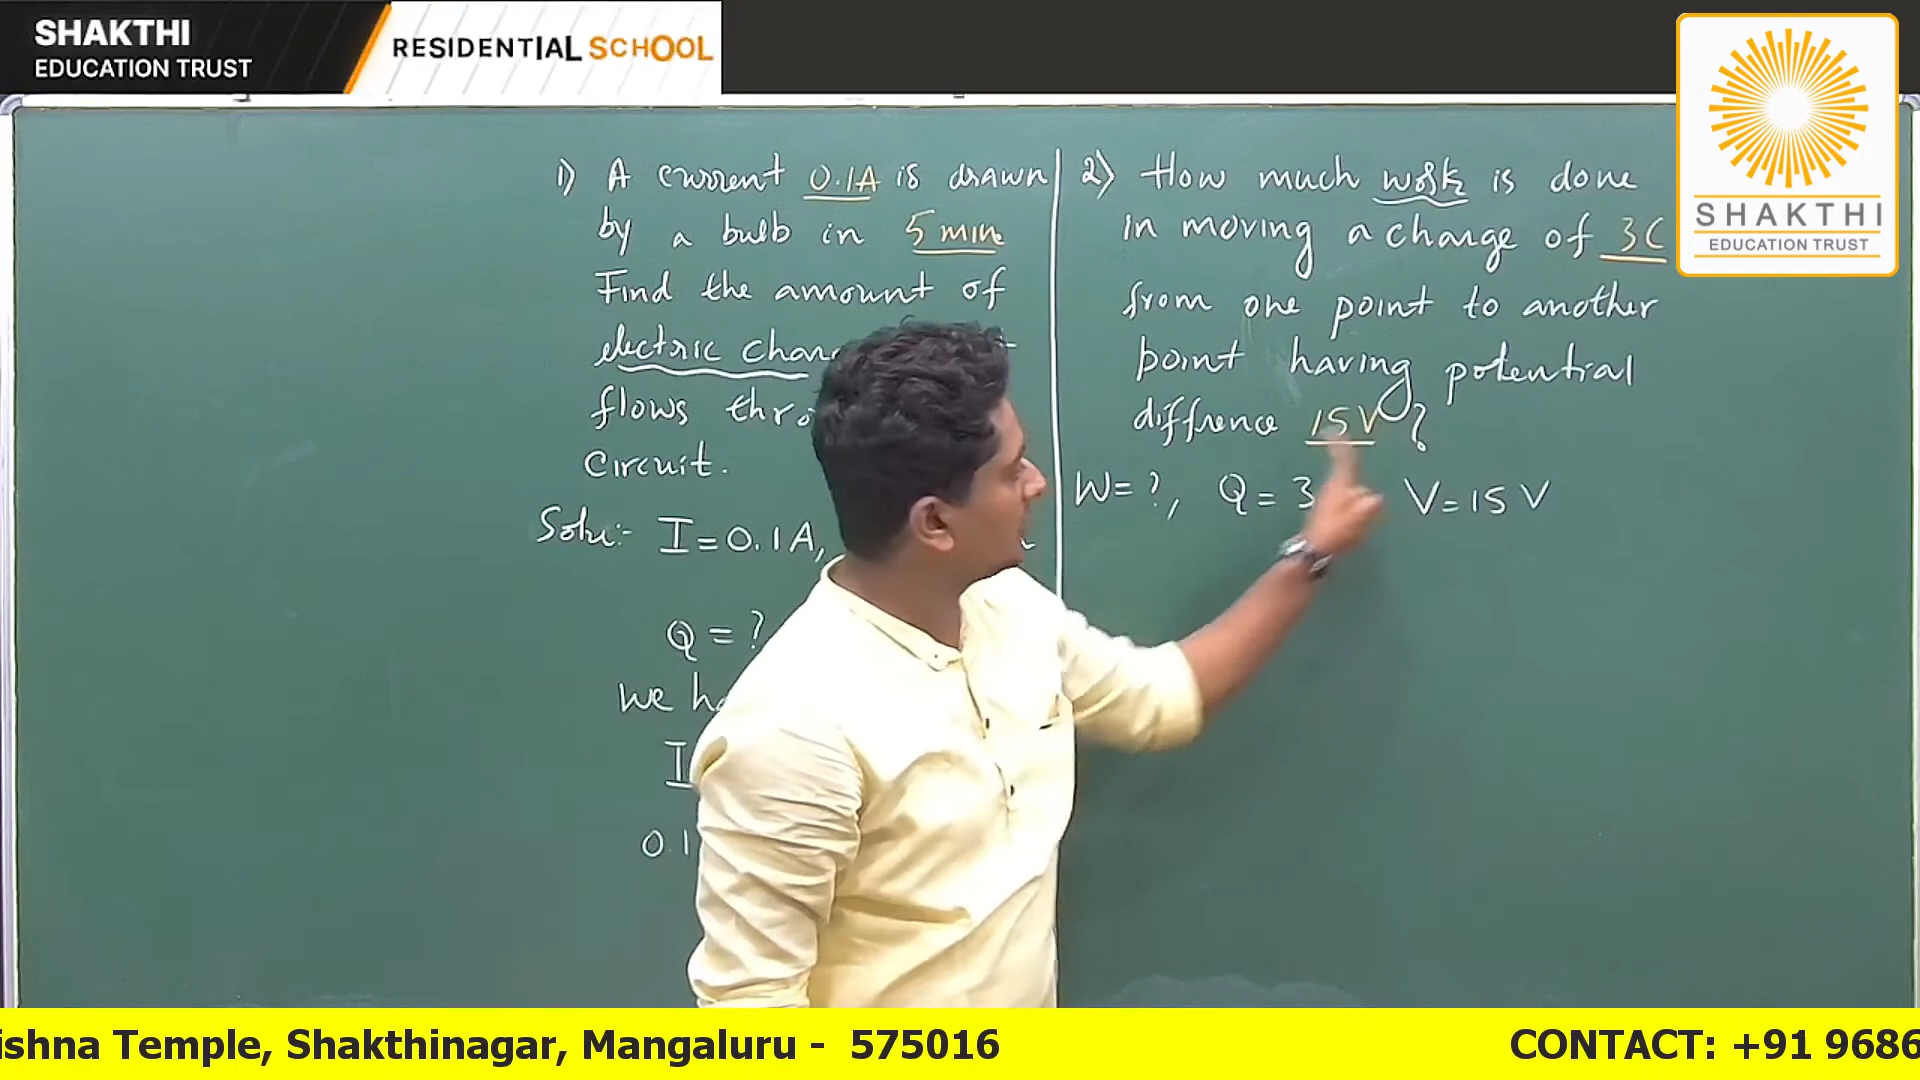 SHAKTHI
EDUCATION TRUST
RESIDENTIAL SCHOOL
SHAKTHI
EDUCATION TRUST
1) A current 0.1A is drawn
by a bulb in 5 min
Find the amount of
electric
flows
circuit.
Soln:- I = 0.1A,
Q = ?
We
I
0.1
2) How much work is done
in moving a charge of 3C
from one point to another
point having potential
diffrence 15V ?
W = ?, Q = 3 V = 15 V
Temple, Shakthinagar, Mangaluru - 575016
CONTACT: +91 9686